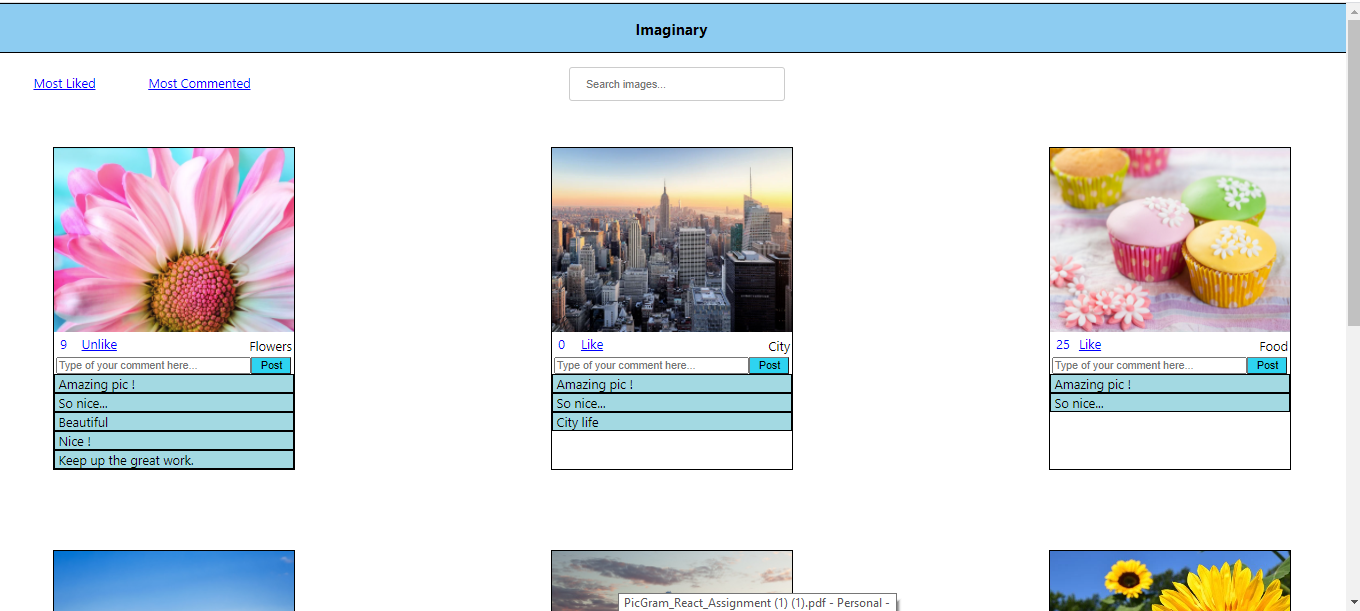 Imaginary
Most Liked Most Commented Search images...
9 Unlike Flowers
Type of your comment here... Post
Amazing pic !
So nice...
Beautiful
Nice !
Keep up the great work.
0 Like City
Type of your comment here... Post
Amazing pic !
So nice...
City life
25 Like Food
Type of your comment here... Post
Amazing pic !
So nice...
PicGram_React_Assignment (1) (1).pdf - Personal -